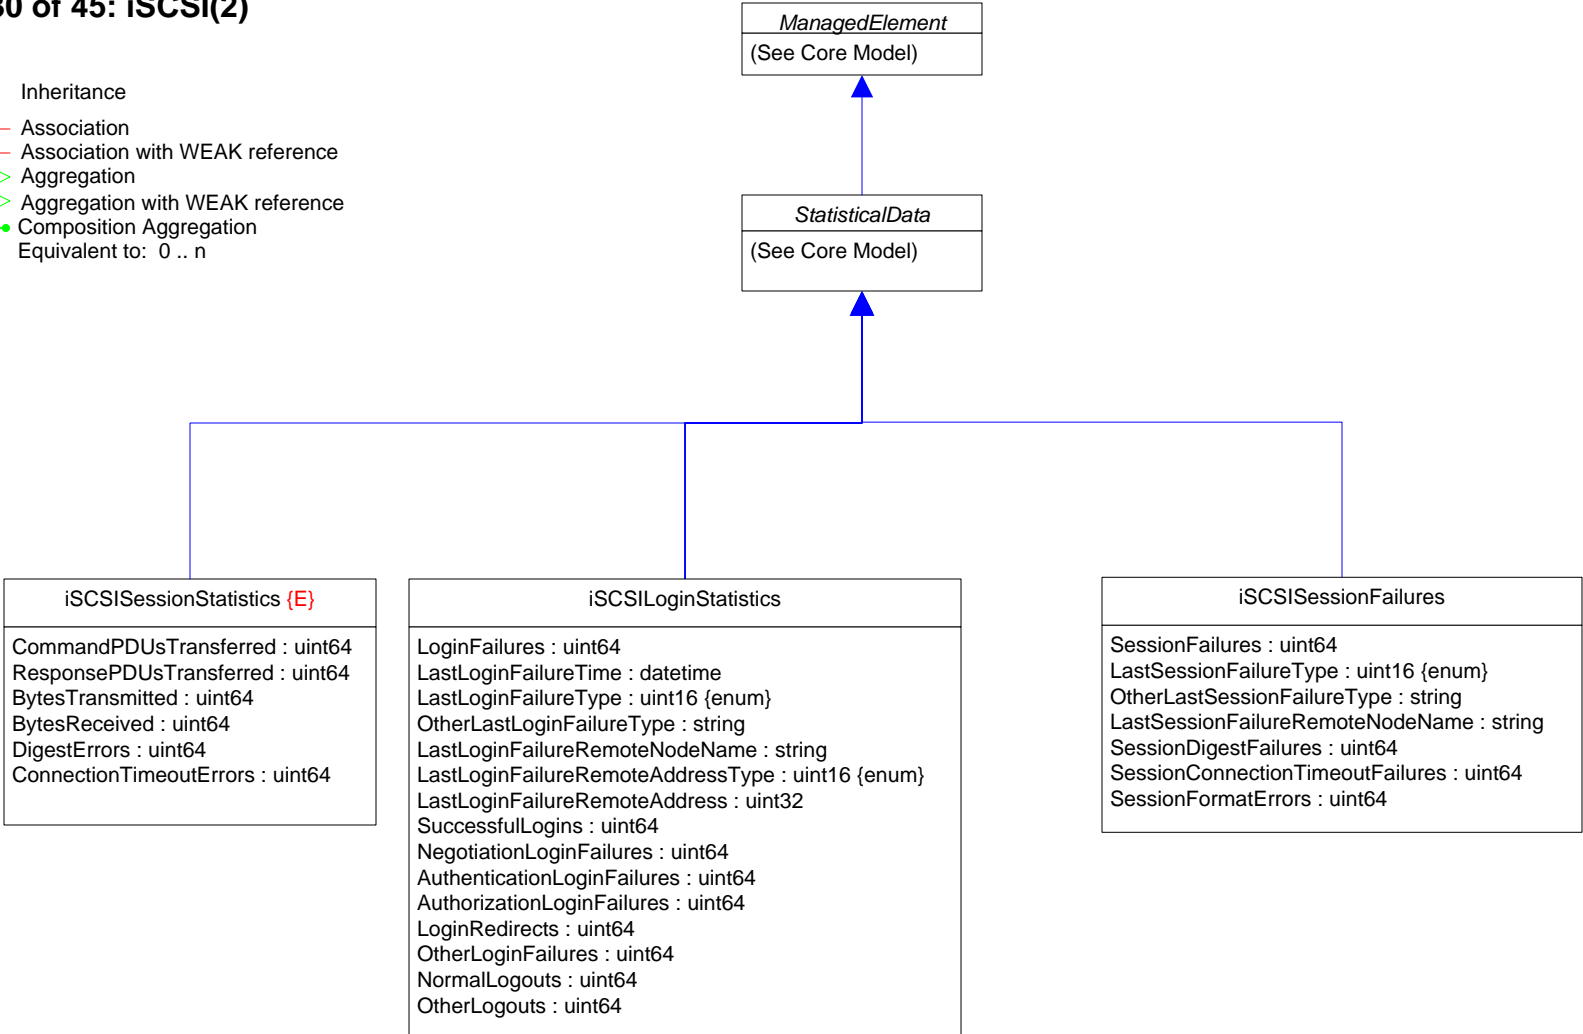 30 of 45: iSCSI(2)
Inheritance
Association
Association with WEAK reference
Aggregation
Aggregation with WEAK reference
Composition Aggregation
Equivalent to: 0 .. n
ManagedElement
(See Core Model)
StatisticalData
(See Core Model)
iSCSISessionStatistics {E}
CommandPDUsTransferred : uint64
ResponsePDUsTransferred : uint64
BytesTransmitted : uint64
BytesReceived : uint64
DigestErrors : uint64
ConnectionTimeoutErrors : uint64
iSCSILoginStatistics
LoginFailures : uint64
LastLoginFailureTime : datetime
LastLoginFailureType : uint16 {enum}
OtherLastLoginFailureType : string
LastLoginFailureRemoteNodeName : string
LastLoginFailureRemoteAddressType : uint16 {enum}
LastLoginFailureRemoteAddress : uint32
SuccessfulLogins : uint64
NegotiationLoginFailures : uint64
AuthenticationLoginFailures : uint64
AuthorizationLoginFailures : uint64
LoginRedirects : uint64
OtherLoginFailures : uint64
NormalLogouts : uint64
OtherLogouts : uint64
iSCSISessionFailures
SessionFailures : uint64
LastSessionFailureType : uint16 {enum}
OtherLastSessionFailureType : string
LastSessionFailureRemoteNodeName : string
SessionDigestFailures : uint64
SessionConnectionTimeoutFailures : uint64
SessionFormatErrors : uint64